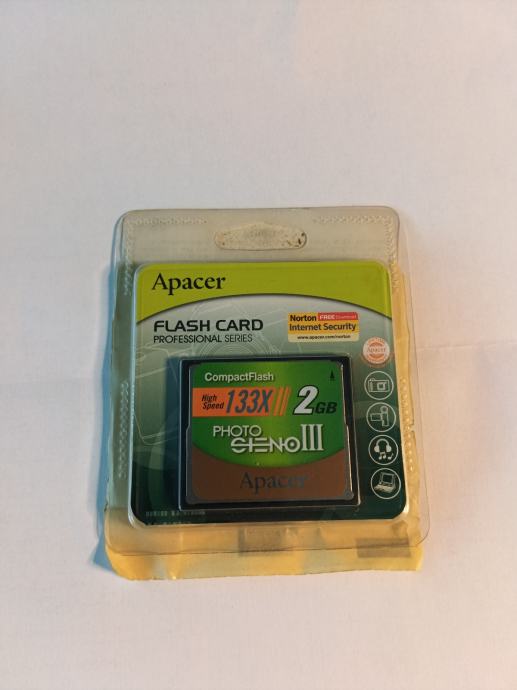 Apacer
FLASH CARD
PROFESSIONAL SERIES
Norton FREE Download
Internet Security
www.apacer.com/norton
Apacer
CompactFlash
High Speed 133X 2GB
PHOTO
STENO III
Apacer